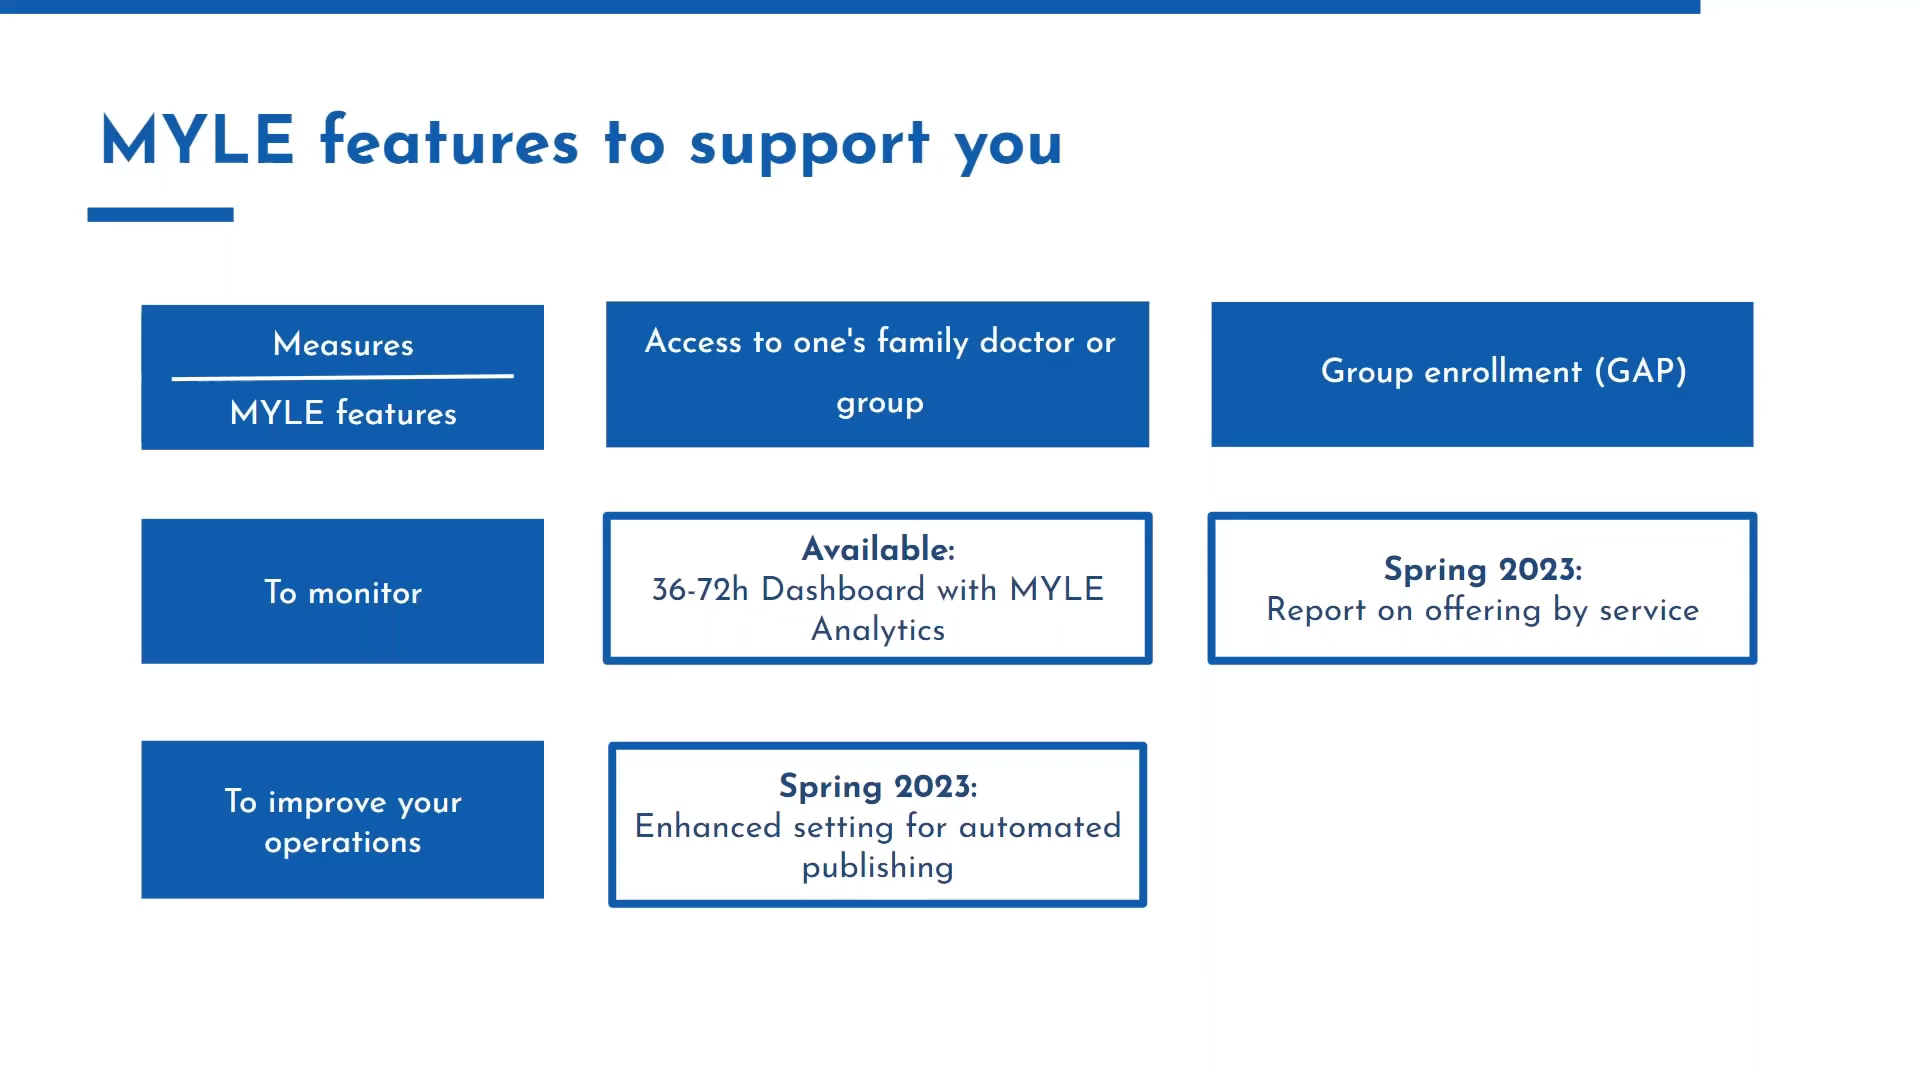 MYLE features to support you
Measures
MYLE features
Access to one's family doctor or
group
Group enrollment (GAP)
To monitor
Available:
36-72h Dashboard with MYLE
Analytics
Spring 2023:
Report on offering by service
To improve your
operations
Spring 2023:
Enhanced setting for automated
publishing